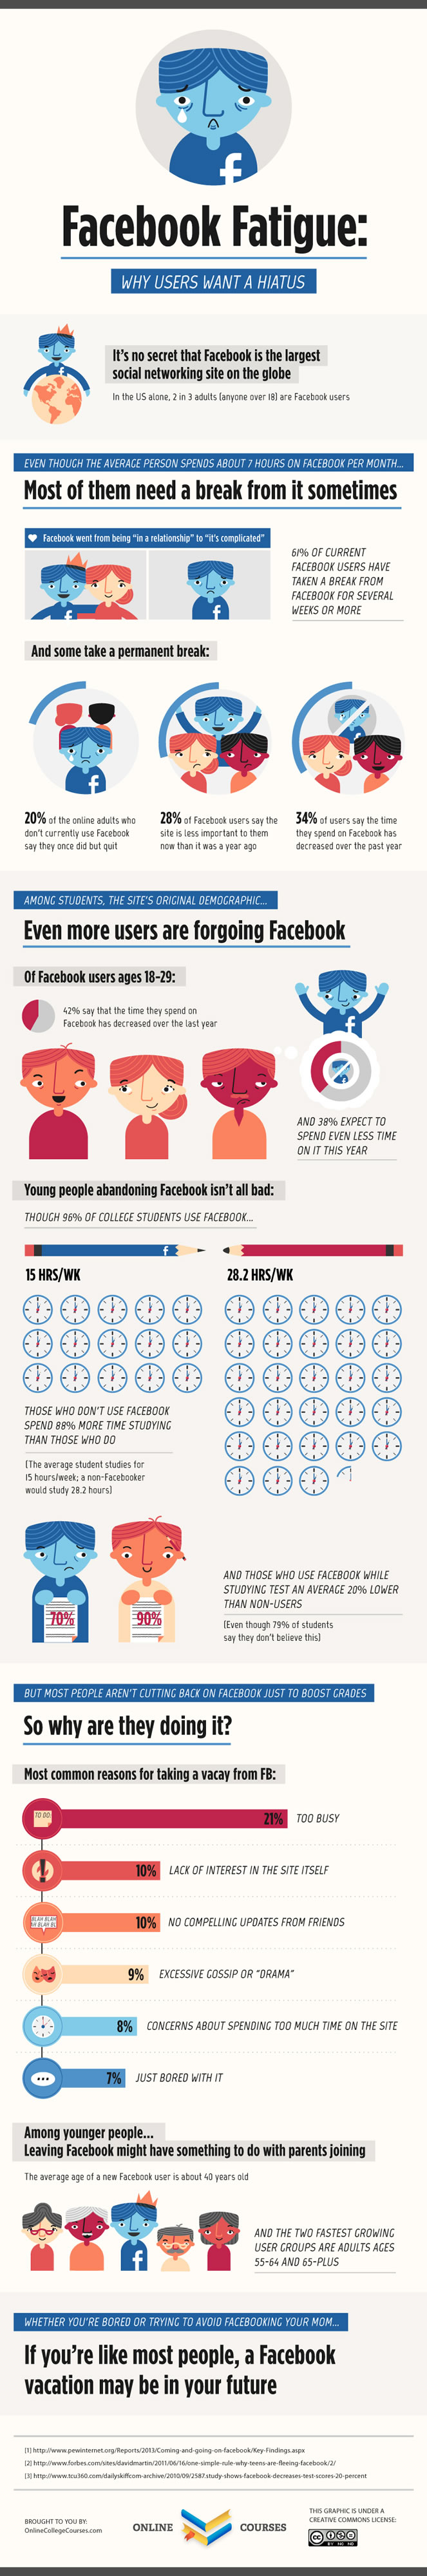 f
Facebook Fatigue:
WHY USERS WANT A HIATUS
It's no secret that Facebook is the largest
social networking site on the globe
In the US alone, 2 in 3 adults (anyone over 18) are Facebook users
EVEN THOUGH THE AVERAGE PERSON SPENDS ABOUT 7 HOURS ON FACEBOOK PER MONTH...
Most of them need a break from it sometimes
Facebook went from being "in a relationship" to "it's complicated"
61% OF CURRENT
FACEBOOK USERS HAVE
TAKEN A BREAK FROM
FACEBOOK FOR SEVERAL
WEEKS OR MORE
And some take a permanent break:
20% of the online adults who
don't currently use Facebook
say they once did but quit
28% of Facebook users say the
site is less important to them
now than it was a year ago
34% of users say the time
they spend on Facebook has
decreased over the past year
AMONG STUDENTS, THE SITE'S ORIGINAL DEMOGRAPHIC...
Even more users are forgoing Facebook
Of Facebook users ages 18-29:
42% say that the time they spend on
Facebook has decreased over the last year
AND 38% EXPECT TO
SPEND EVEN LESS TIME
ON IT THIS YEAR
Young people abandoning Facebook isn't all bad:
THOUGH 96% OF COLLEGE STUDENTS USE FACEBOOK...
15 HRS/WK
28.2 HRS/WK
THOSE WHO DON'T USE FACEBOOK
SPEND 88% MORE TIME STUDYING
THAN THOSE WHO DO
(The average student studies for
15 hours/week; a non-Facebooker
would study 28.2 hours)
70%
90%
AND THOSE WHO USE FACEBOOK WHILE
STUDYING TEST AN AVERAGE 20% LOWER
THAN NON-USERS
(Even though 79% of students
say they don't believe this)
BUT MOST PEOPLE AREN'T CUTTING BACK ON FACEBOOK JUST TO BOOST GRADES
So why are they doing it?
Most common reasons for taking a vacay from FB:
TO DO:
21% TOO BUSY
10% LACK OF INTEREST IN THE SITE ITSELF
10% NO COMPELLING UPDATES FROM FRIENDS
9% EXCESSIVE GOSSIP OR "DRAMA"
8% CONCERNS ABOUT SPENDING TOO MUCH TIME ON THE SITE
7% JUST BORED WITH IT
Among younger people...
Leaving Facebook might have something to do with parents joining
The average age of a new Facebook user is about 40 years old
AND THE TWO FASTEST GROWING
USER GROUPS ARE ADULTS AGES
55-64 AND 65-PLUS
WHETHER YOU'RE BORED OR TRYING TO AVOID FACEBOOKING YOUR MOM...
If you're like most people, a Facebook
vacation may be in your future
[1] http://www.pewinternet.org/Reports/2013/Coming-and-going-on-facebook/Key-Findings.aspx
[2] http://www.forbes.com/sites/davidmartin/2011/06/16/one-simple-rule-why-teens-are-fleeing-facebook/2/
[3] http://www.tcu360.com/dailyskiffcom-archive/2010/09/2587.study-shows-facebook-decreases-test-scores-20-percent
BROUGHT TO YOU BY:
OnlineCollegeCourses.com
ONLINE COURSES
THIS GRAPHIC IS UNDER A
CREATIVE COMMONS LICENSE: